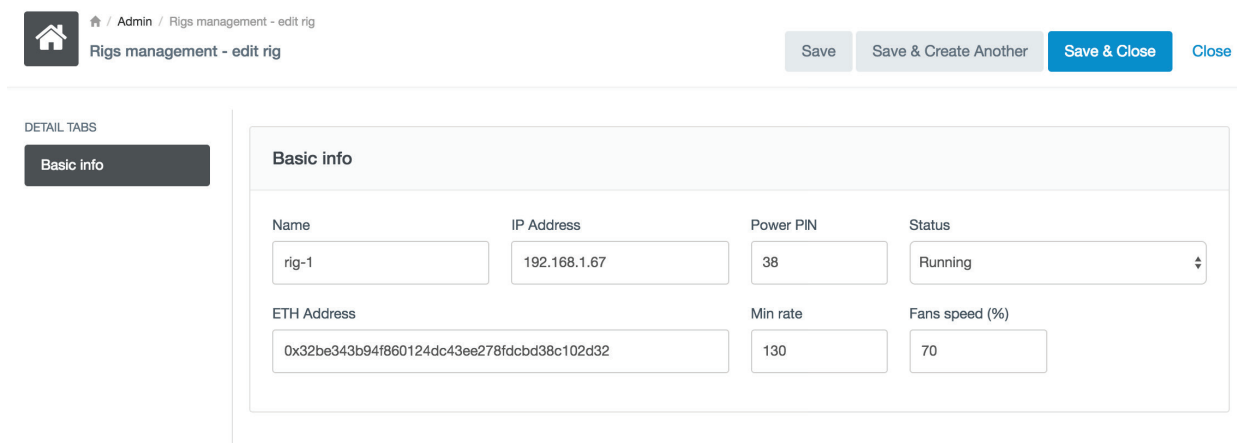 / Admin / Rigs management - edit rig
Rigs management - edit rig
Save Save & Create Another Save & Close Close
DETAIL TABS
Basic info
Basic info
Name IP Address Power PIN Status
rig-1 192.168.1.67 38 Running
ETH Address Min rate Fans speed (%)
0x32be343b94f860124dc43ee278fdcbd38c102d32 130 70